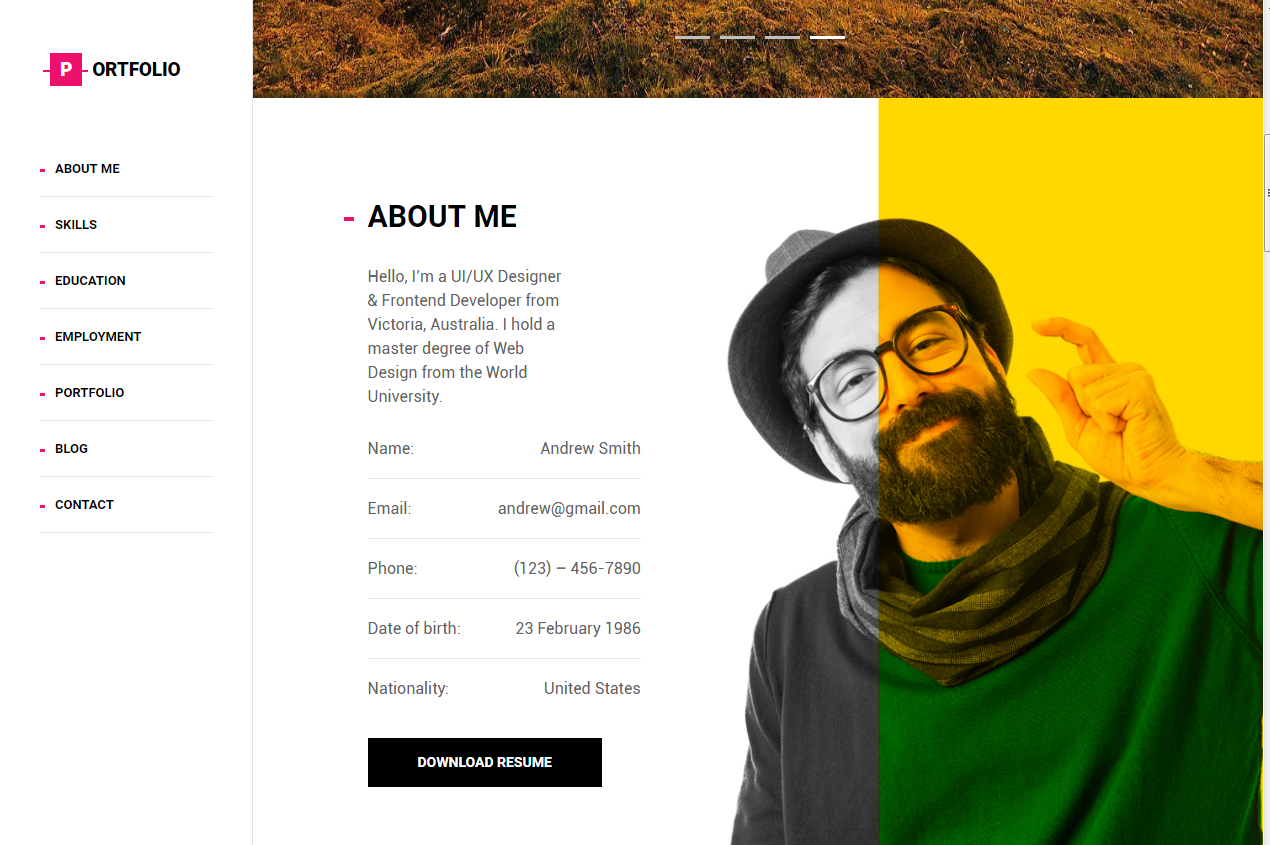 PORTFOLIO
ABOUT ME
SKILLS
EDUCATION
EMPLOYMENT
PORTFOLIO
BLOG
CONTACT
ABOUT ME
Hello, I'm a UI/UX Designer
& Frontend Developer from
Victoria, Australia. I hold a
master degree of Web
Design from the World
University.
Name: Andrew Smith
Email: andrew@gmail.com
Phone: (123) – 456-7890
Date of birth: 23 February 1986
Nationality: United States
DOWNLOAD RESUME